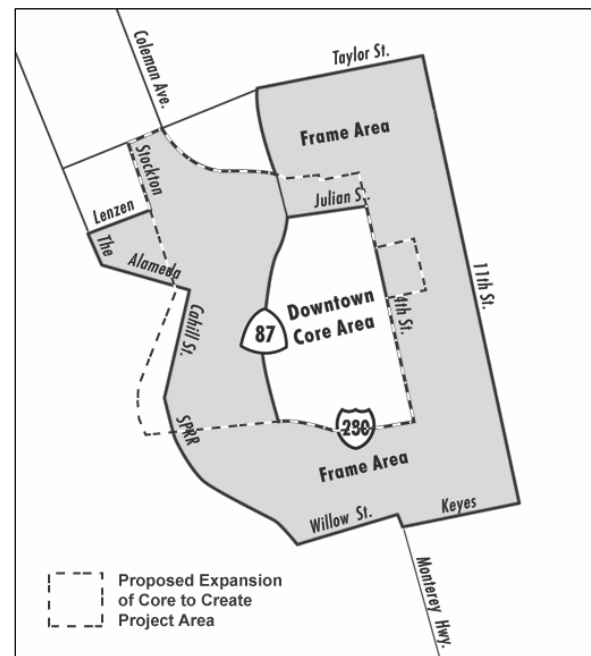 Coleman Ave.
Taylor St.
Frame Area
Stockton
Julian St.
Lenzen
The
Alameda
11th St.
Downtown
Core Area
4th St.
Cahill St.
87
280
SPRR
Frame Area
Willow St.
Keyes
Monterey Hwy.
Proposed Expansion
of Core to Create
Project Area